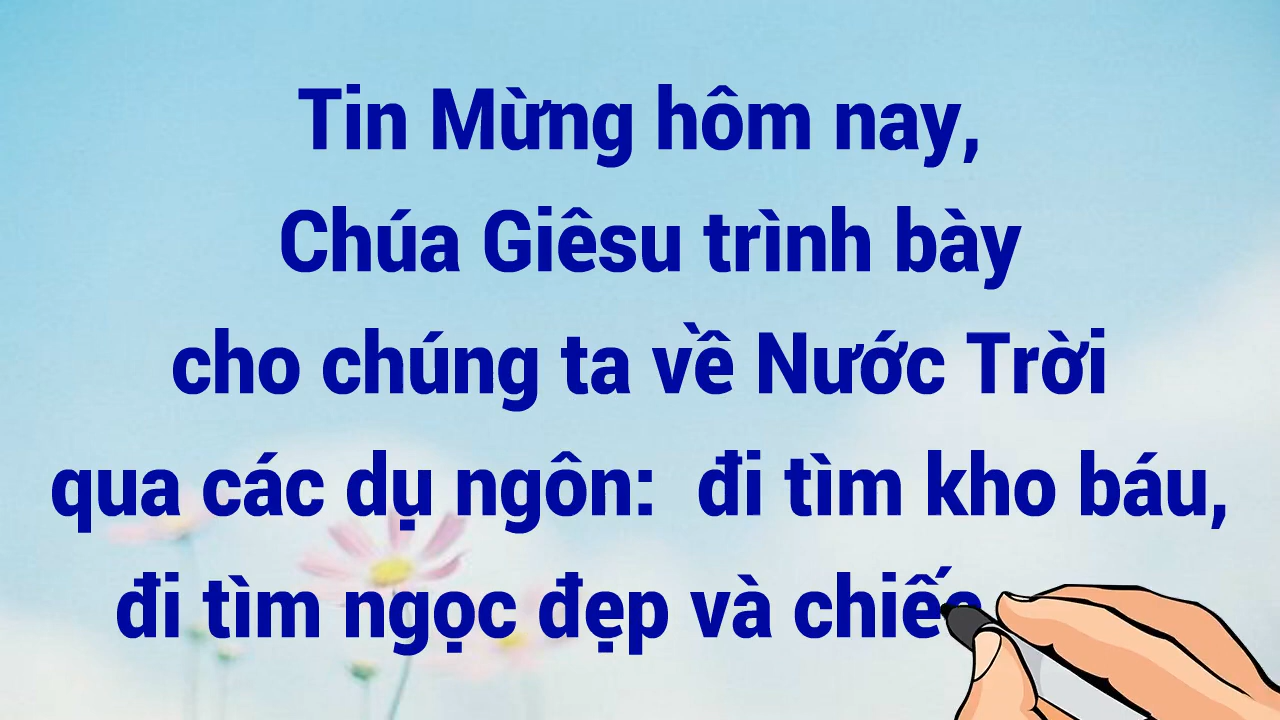 Tin Mừng hôm nay,
Chúa Giêsu trình bày
cho chúng ta về Nước Trời
qua các dụ ngôn: đi tìm kho báu,
đi tìm ngọc đẹp và chiếc